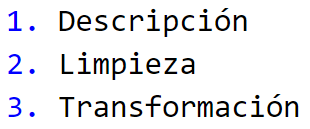 1. Descripción
2. Limpieza
3. Transformación